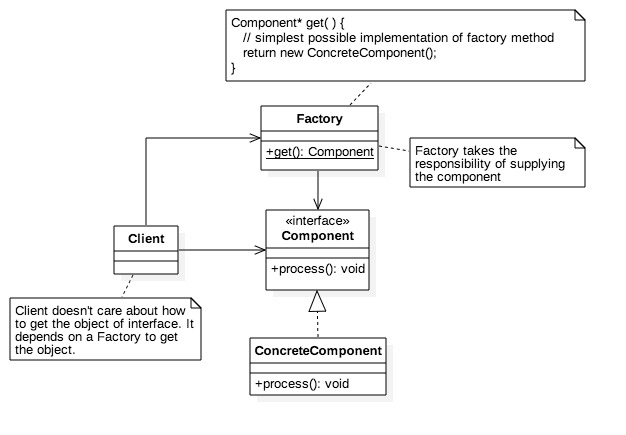 Component* get( ) {
// simplest possible implementation of factory method
return new ConcreteComponent();
}
Factory
+get(): Component
Factory takes the
responsibility of supplying
the component
«interface»
Component
+process(): void
Client
Client doesn't care about how
to get the object of interface. It
depends on a Factory to get
the object.
ConcreteComponent
+process(): void